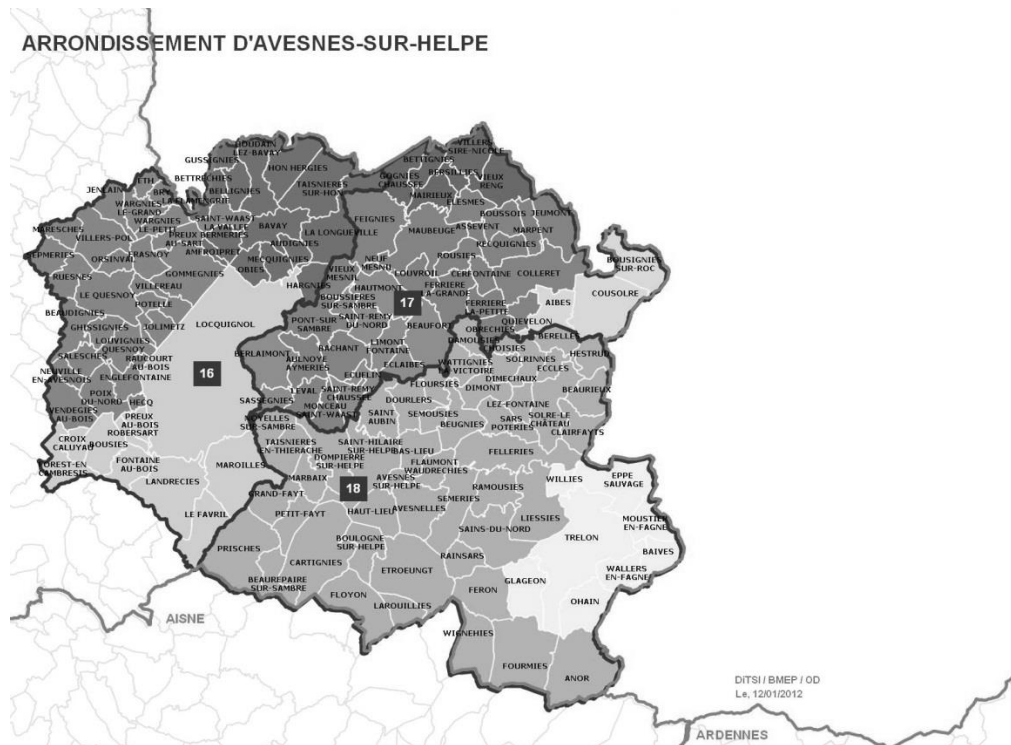 ARRONDISSEMENT D'AVESNES-SUR-HELPE
HOUDAIN
LEZ-BAVAY
GUSSIGNIES
HON HERGIES
BETTRECHIES
BELLIGNIES
TAISNIERES
SUR-HON
ETH
JENLAIN
BRY
LA FLAMENGRIE
WARGNIES
LE-GRAND
WARGNIES
LE-PETIT
SAINT-WAAST
LA VALLEE
BAVAY
LA LONGUEVILLE
MARESCHES
VILLERS-POL
PREUX
AU-SART
BERMERIES
AUDIGNIES
AMFROIPRET
MECQUIGNIES
SEPMERIES
ORSINVAL
FRASNOY
OBIES
RUESNES
GOMMEGNIES
HARGNIES
LE QUESNOY
VILLEREAU
POTELLE
BEAUDIGNIES
GHISSIGNIES
JOLIMETZ
LOCQUIGNOL
LOUVIGNIES
QUESNOY
SALESCHES
RAUCOURT
AU-BOIS
NEUVILLE
EN-AVESNOIS
ENGLEFONTAINE
16
POIX
DU-NORD
HECQ
VENDEGIES
AU-BOIS
PREUX
AU-BOIS
ROBERSART
CROIX
CALUYAU
BOUSIES
FOREST-EN
CAMBRESIS
FONTAINE
AU-BOIS
LANDRECIES
MAROILLES
LE FAVRIL
VILLERS
SIRE-NICOLE
BETTIGNIES
GOGNIES
CHAUSSEE
BERSILLIES
VIEUX
RENG
MAIRIEUX
ELESMES
FEIGNIES
BOUSSOIS
JEUMONT
MAUBEUGE
ASSEVENT
MARPENT
RECQUIGNIES
ROUSIES
NEUF
MESNIL
VIEUX
MESNIL
LOUVROIL
CERFONTAINE
COLLERET
BOUSIGNIES
SUR-ROC
HAUTMONT
FERRIERE
LA-GRANDE
BOUSSIERES
SUR-SAMBRE
17
FERRIERE
LA-PETITE
AIBES
COUSOLRE
PONT-SUR
SAMBRE
SAINT-REMY
DU-NORD
BEAUFORT
QUIEVELON
OBRECHIES
DAMOUSIES
CHOISIES
BERELLES
BERLAIMONT
BACHANT
LIMONT
FONTAINE
AULNOYE
AYMERIES
ECLAIBES
WATTIGNIES
LA-VICTOIRE
SOLRINNES
HESTRUD
ECUELIN
ECCLES
DIMECHAUX
SASSEGNIES
LEVAL
SAINT-REMY
CHAUSSEE
FLOURSIES
DIMONT
BEAURIEUX
MONCEAU
SAINT-WAAST
DOURLERS
LEZ-FONTAINE
NOYELLES
SUR-SAMBRE
SAINT
AUBIN
SEMOUSIES
SARS
POTERIES
SOLRE-LE
CHÂTEAU
BEUGNIES
CLAIRFAYTS
TAISNIERES
EN-THIERACHE
SAINT-HILAIRE
SUR-HELPE
BAS-LIEU
FELLERIES
DOMPIERRE
SUR-HELPE
FLAUMONT
WAUDRECHIES
MARBAIX
AVESNES
SUR-HELPE
WILLIES
EPPE
SAUVAGE
GRAND-FAYT
18
RAMOUSIES
SEMERIES
PETIT-FAYT
HAUT-LIEU
AVESNELLES
LIESSIES
MOUSTIER
EN-FAGNE
SAINS-DU-NORD
TRELON
PRISCHES
BOULOGNE
SUR-HELPE
BAIVES
CARTIGNIES
RAINSARS
WALLERS
EN-FAGNE
ETROEUNGT
BEAUREPAIRE
SUR-SAMBRE
GLAGEON
FLOYON
FERON
LAROUILLIES
OHAIN
WIGNEHIES
FOURMIES
ANOR
AISNE
DiTSI / BMEP / OD
Le, 12/01/2012
ARDENNES